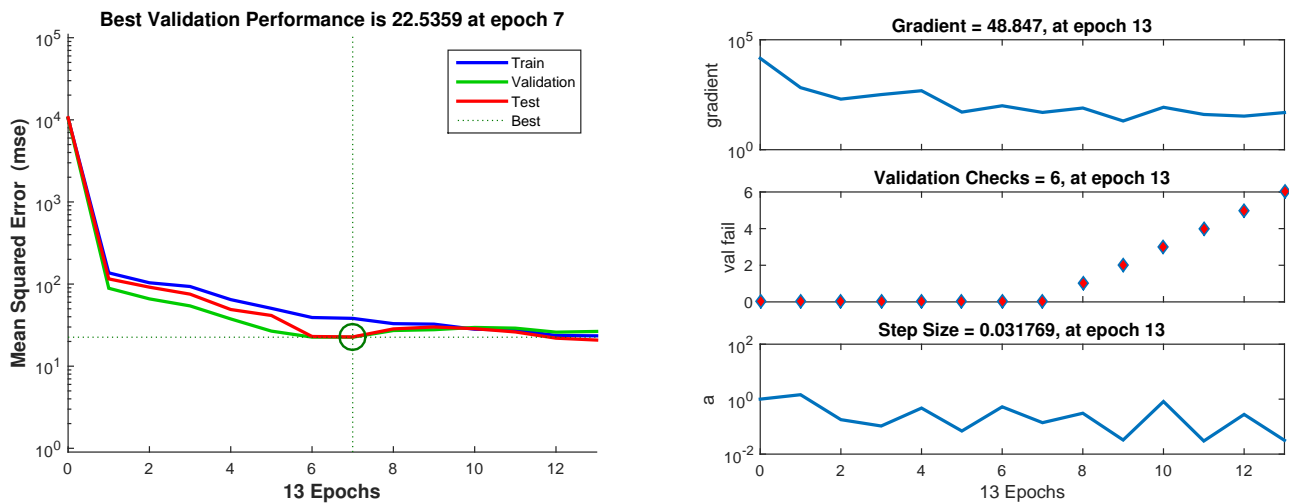 Best Validation Performance is 22.5359 at epoch 7
10^5
10^4
10^3
10^2
10^1
10^0
Mean Squared Error (mse)
Train
Validation
Test
Best
0 2 4 6 8 10 12
13 Epochs
Gradient = 48.847, at epoch 13
10^5
10^0
gradient
Validation Checks = 6, at epoch 13
6
4
2
0
val fail
Step Size = 0.031769, at epoch 13
10^2
10^0
10^-2
a
0 2 4 6 8 10 12
13 Epochs